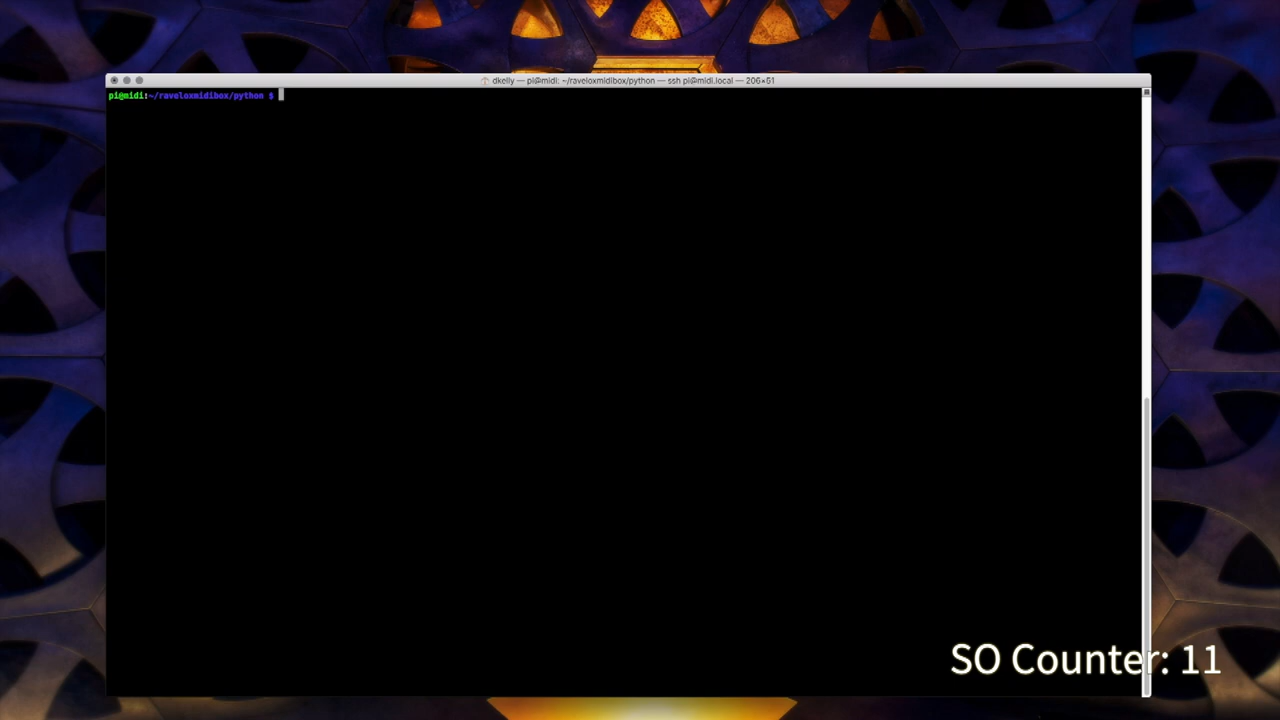 dkelly — pi@midi: ~/raveloxmidibox/python — ssh pi@midi.local — 206×51
pi@midi:~/raveloxmidibox/python $
SO Counter: 11